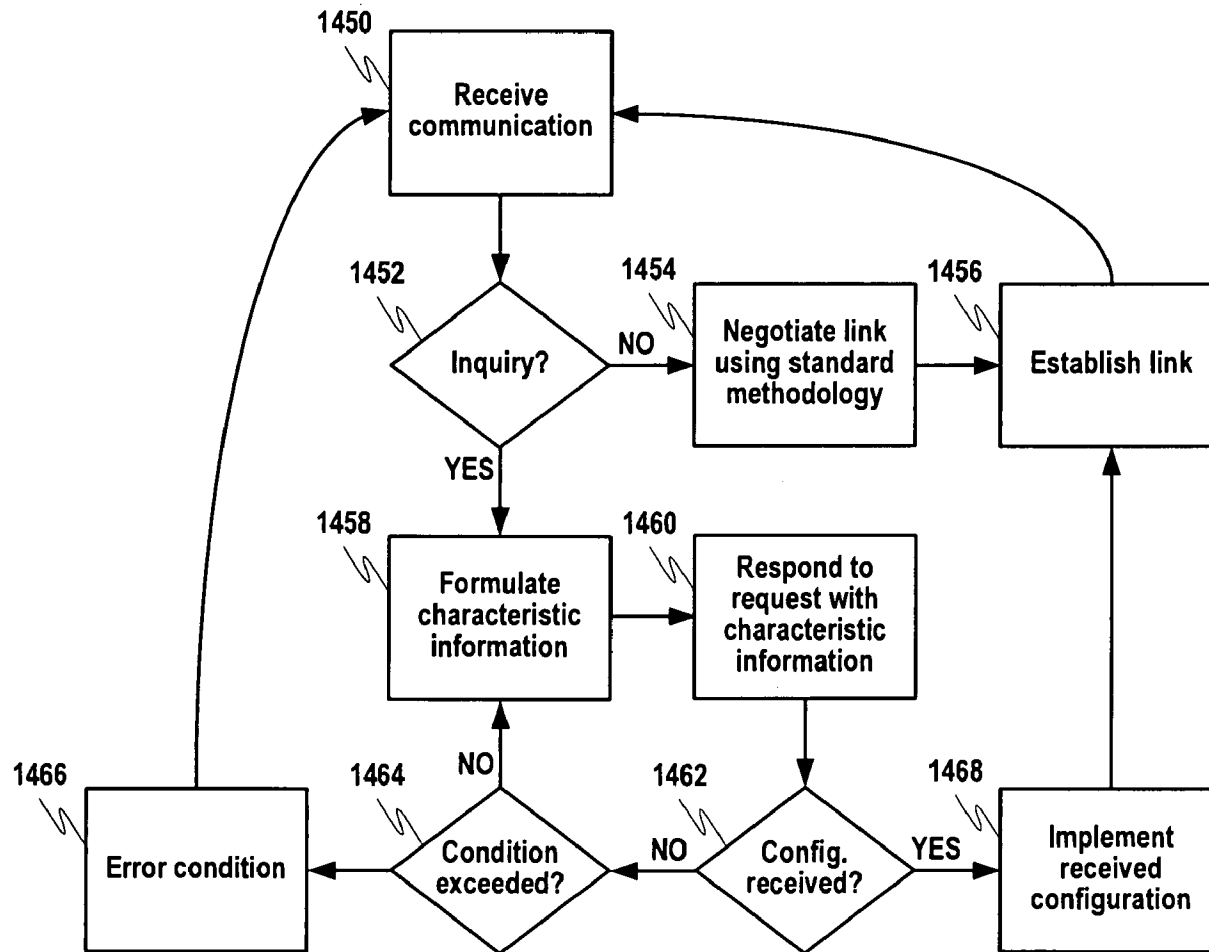 1450
Receive
communication
1452
Inquiry?
NO
YES
1454
Negotiate link
using standard
methodology
1456
Establish link
1458
Formulate
characteristic
information
1460
Respond to
request with
characteristic
information
1466
Error condition
1464
NO
Condition
exceeded?
1462
NO
Config.
received?
YES
1468
Implement
received
configuration